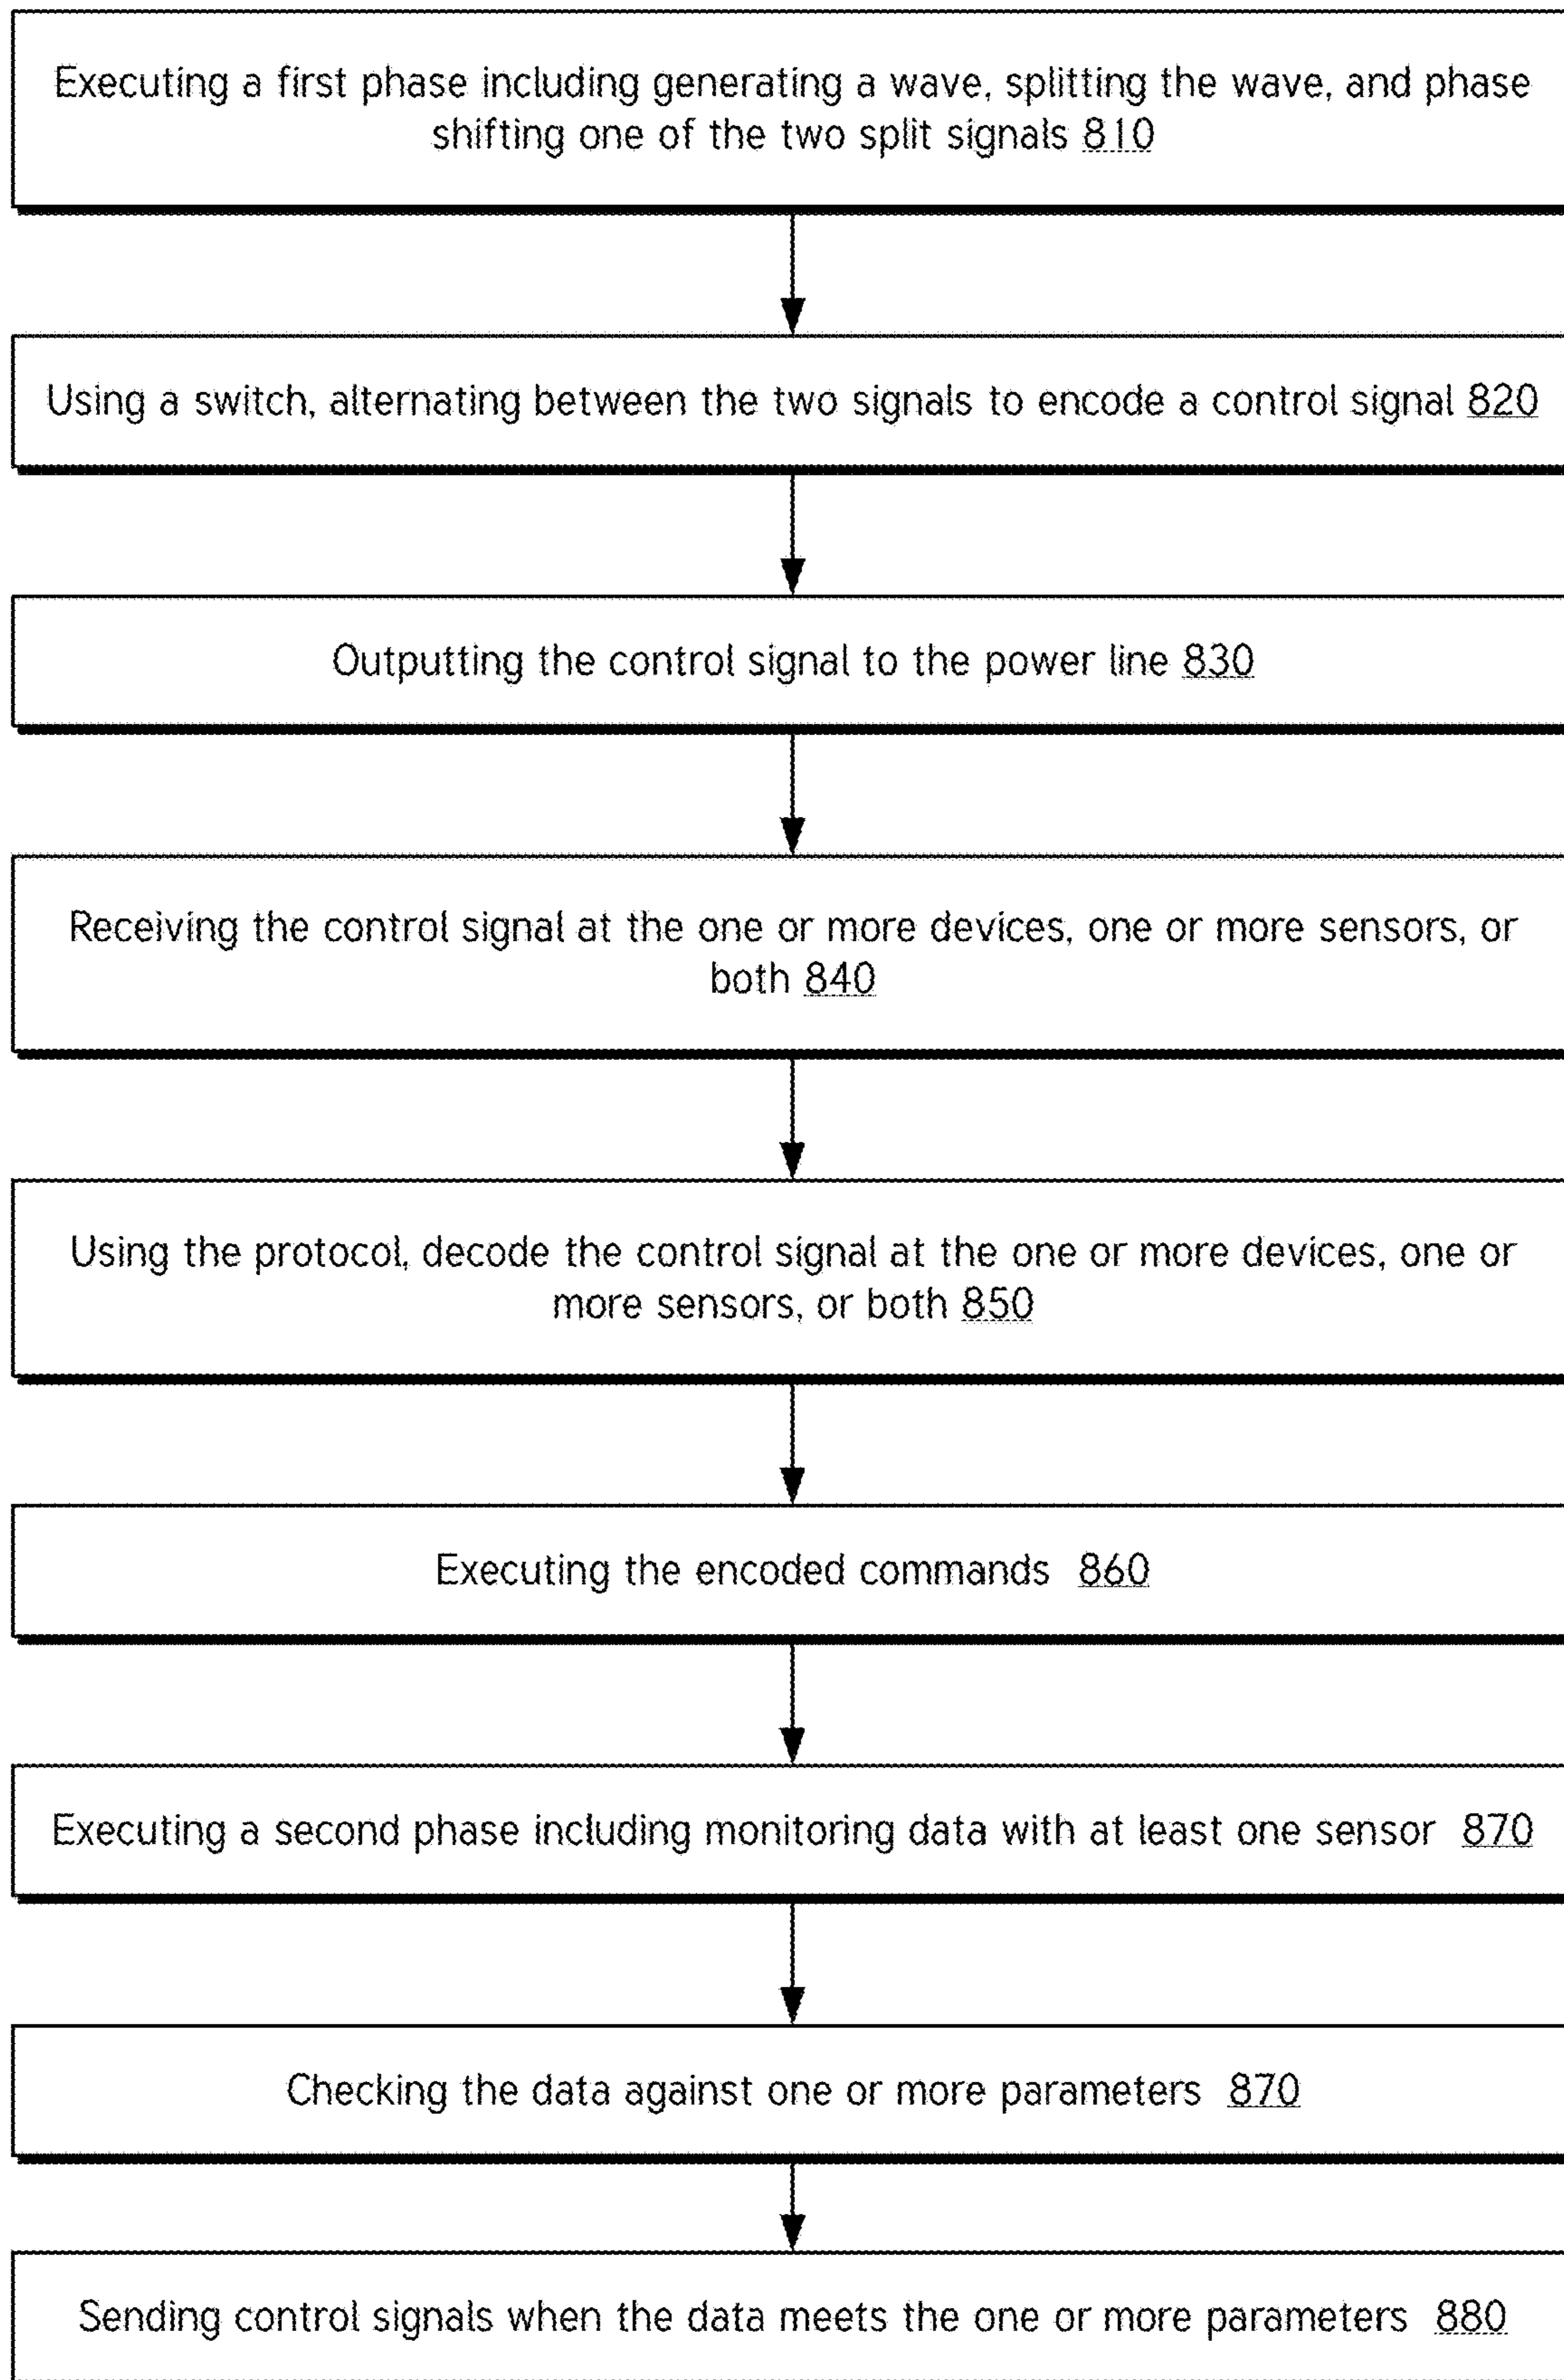 Executing a first phase including generating a wave, splitting the wave, and phase
shifting one of the two split signals 810
Using a switch, alternating between the two signals to encode a control signal 820
Outputting the control signal to the power line 830
Receiving the control signal at the one or more devices, one or more sensors, or
both 840
Using the protocol, decode the control signal at the one or more devices, one or
more sensors, or both 850
Executing the encoded commands 860
Executing a second phase including monitoring data with at least one sensor 870
Checking the data against one or more parameters 870
Sending control signals when the data meets the one or more parameters 880